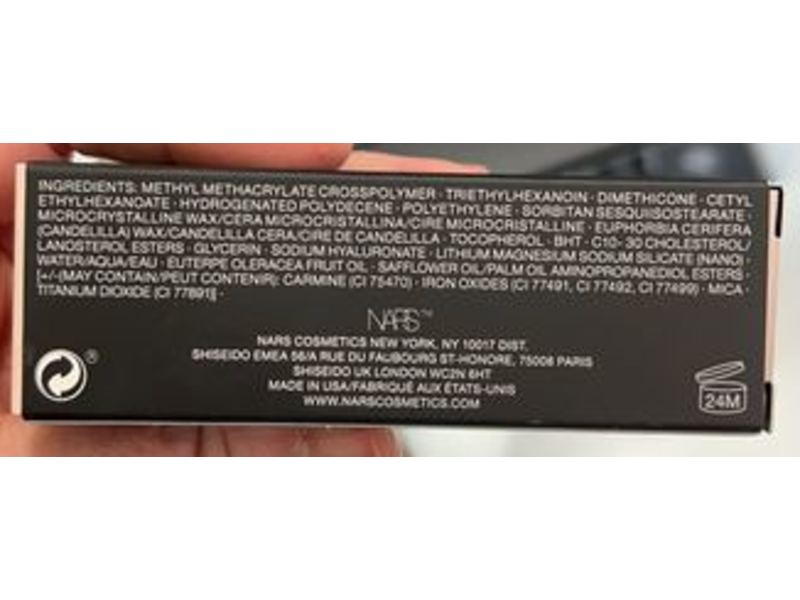 INGREDIENTS: METHYL METHACRYLATE CROSSPOLYMER · TRIETHYLHEXANOIN · DIMETHICONE · CETYL
ETHYLHEXANOATE · HYDROGENATED POLYDECENE · POLYETHYLENE · SORBITAN SESQUIISOSTEARATE ·
MICROCRYSTALLINE WAX/CERA MICROCRISTALLINA/CIRE MICROCRISTALLINE · EUPHORBIA CERIFERA
(CANDELILLA) WAX/CANDELILLA CERA/CIRE DE CANDELILLA · TOCOPHEROL · BHT · C10- 30 CHOLESTEROL/
LANOSTEROL ESTERS · GLYCERIN · SODIUM HYALURONATE · LITHIUM MAGNESIUM SODIUM SILICATE (NANO) ·
WATER/AQUA/EAU · EUTERPE OLERACEA FRUIT OIL · SAFFLOWER OIL/PALM OIL AMINOPROPANEDIOL ESTERS ·
[+/-(MAY CONTAIN/PEUT CONTENIR): CARMINE (CI 75470) · IRON OXIDES (CI 77491, CI 77492, CI 77499) · MICA ·
TITANIUM DIOXIDE (CI 77891)] ·
NARS™
NARS COSMETICS NEW YORK, NY 10017 DIST.
SHISEIDO EMEA 56/A RUE DU FAUBOURG ST-HONORE, 75008 PARIS
SHISEIDO UK LONDON WC2N 6HT
MADE IN USA/FABRIQUÉ AUX ÉTATS-UNIS
WWW.NARSCOSMETICS.COM
®
24M